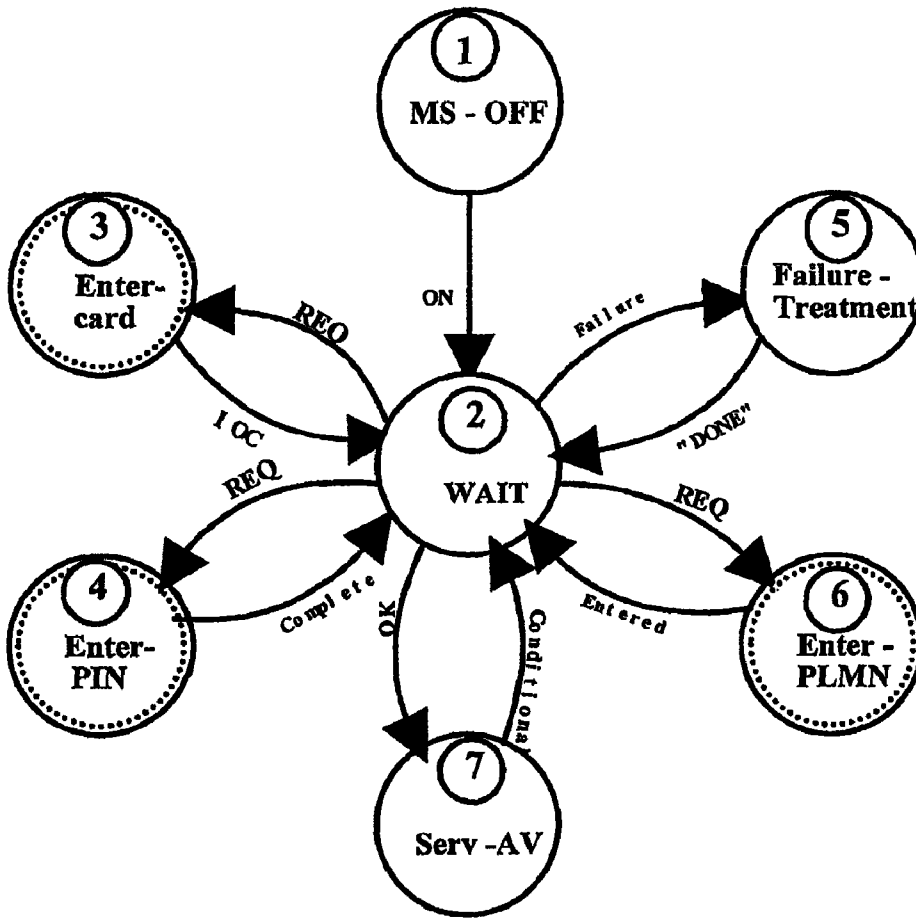 1
MS - OFF
3
Enter-
card
5
Failure -
Treatment
ON
REQ
Failure
I OC
"DONE"
2
WAIT
REQ
REQ
4
Enter-
PIN
Complete
OK
Conditional
Entered
6
Enter -
PLMN
7
Serv -AV